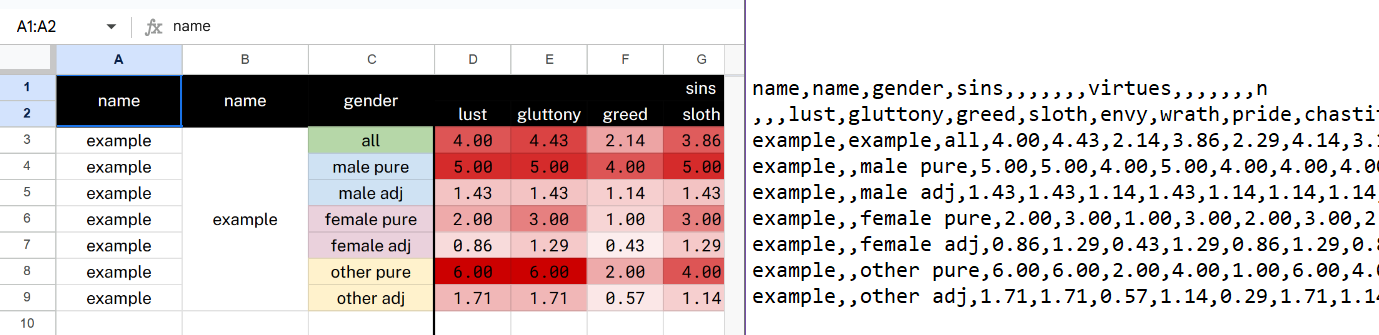 A1:A2 fx name
A B C D E F G
1 name name gender sins
2 lust gluttony greed sloth
3 example all 4.00 4.43 2.14 3.86
4 example male pure 5.00 5.00 4.00 5.00
5 example male adj 1.43 1.43 1.14 1.43
6 example example female pure 2.00 3.00 1.00 3.00
7 example female adj 0.86 1.29 0.43 1.29
8 example other pure 6.00 6.00 2.00 4.00
9 example other adj 1.71 1.71 0.57 1.14
10
name,name,gender,sins,,,,,,,virtues,,,,,,,n
,,,lust,gluttony,greed,sloth,envy,wrath,pride,chastit
example,example,all,4.00,4.43,2.14,3.86,2.29,4.14,3.1
example,,male pure,5.00,5.00,4.00,5.00,4.00,4.00,4.00
example,,male adj,1.43,1.43,1.14,1.43,1.14,1.14,1.14,
example,,female pure,2.00,3.00,1.00,3.00,2.00,3.00,2
example,,female adj,0.86,1.29,0.43,1.29,0.86,1.29,0.8
example,,other pure,6.00,6.00,2.00,4.00,1.00,6.00,4.0
example,,other adj,1.71,1.71,0.57,1.14,0.29,1.71,1.14